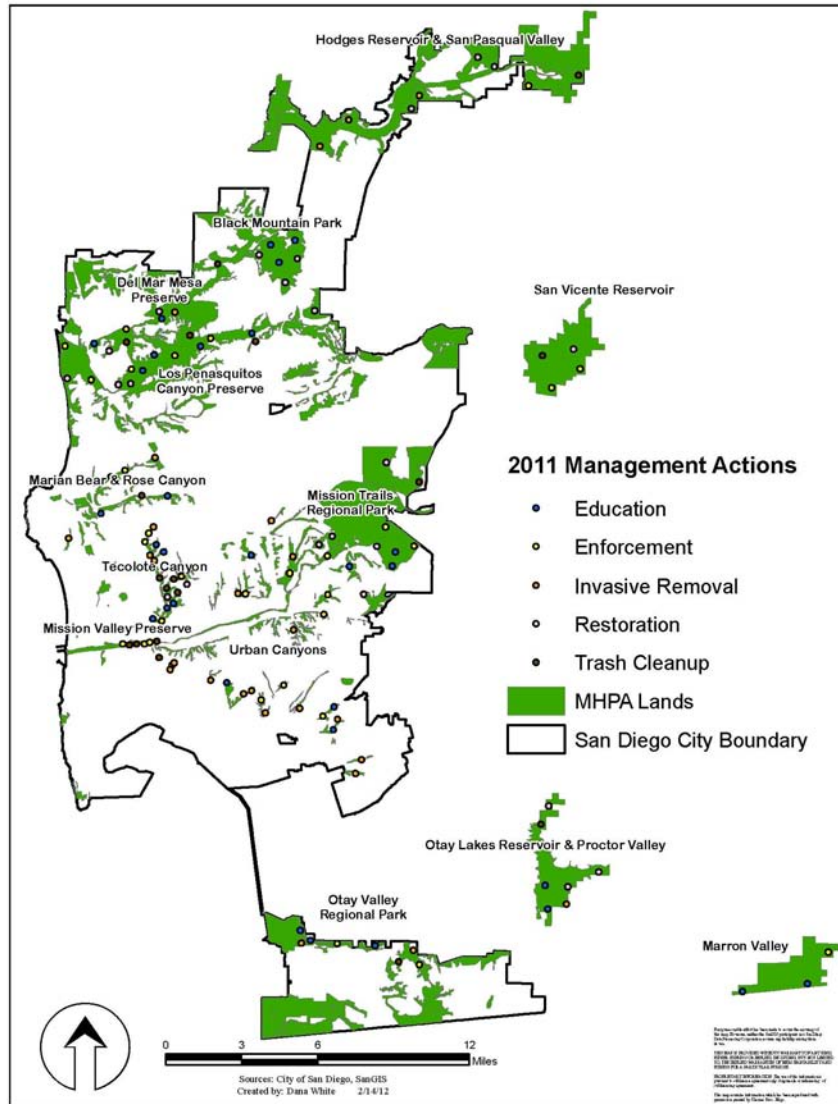 Hodges Reservoir & San Pasqual Valley
Black Mountain Park
Del Mar Mesa
Preserve
San Vicente Reservoir
Los Penasquitos
Canyon Preserve
2011 Management Actions
Marian Bear & Rose Canyon
Mission Trails
Regional Park
Education
Enforcement
Tecolote Canyon
Invasive Removal
Mission Valley Preserve
Restoration
Urban Canyons
Trash Cleanup
MHPA Lands
San Diego City Boundary
Otay Lakes Reservoir & Proctor Valley
Otay Valley
Regional Park
Marron Valley
0 3 6 12
Miles
Sources: City of San Diego, SanGIS
Created by: Dana White 2/14/12